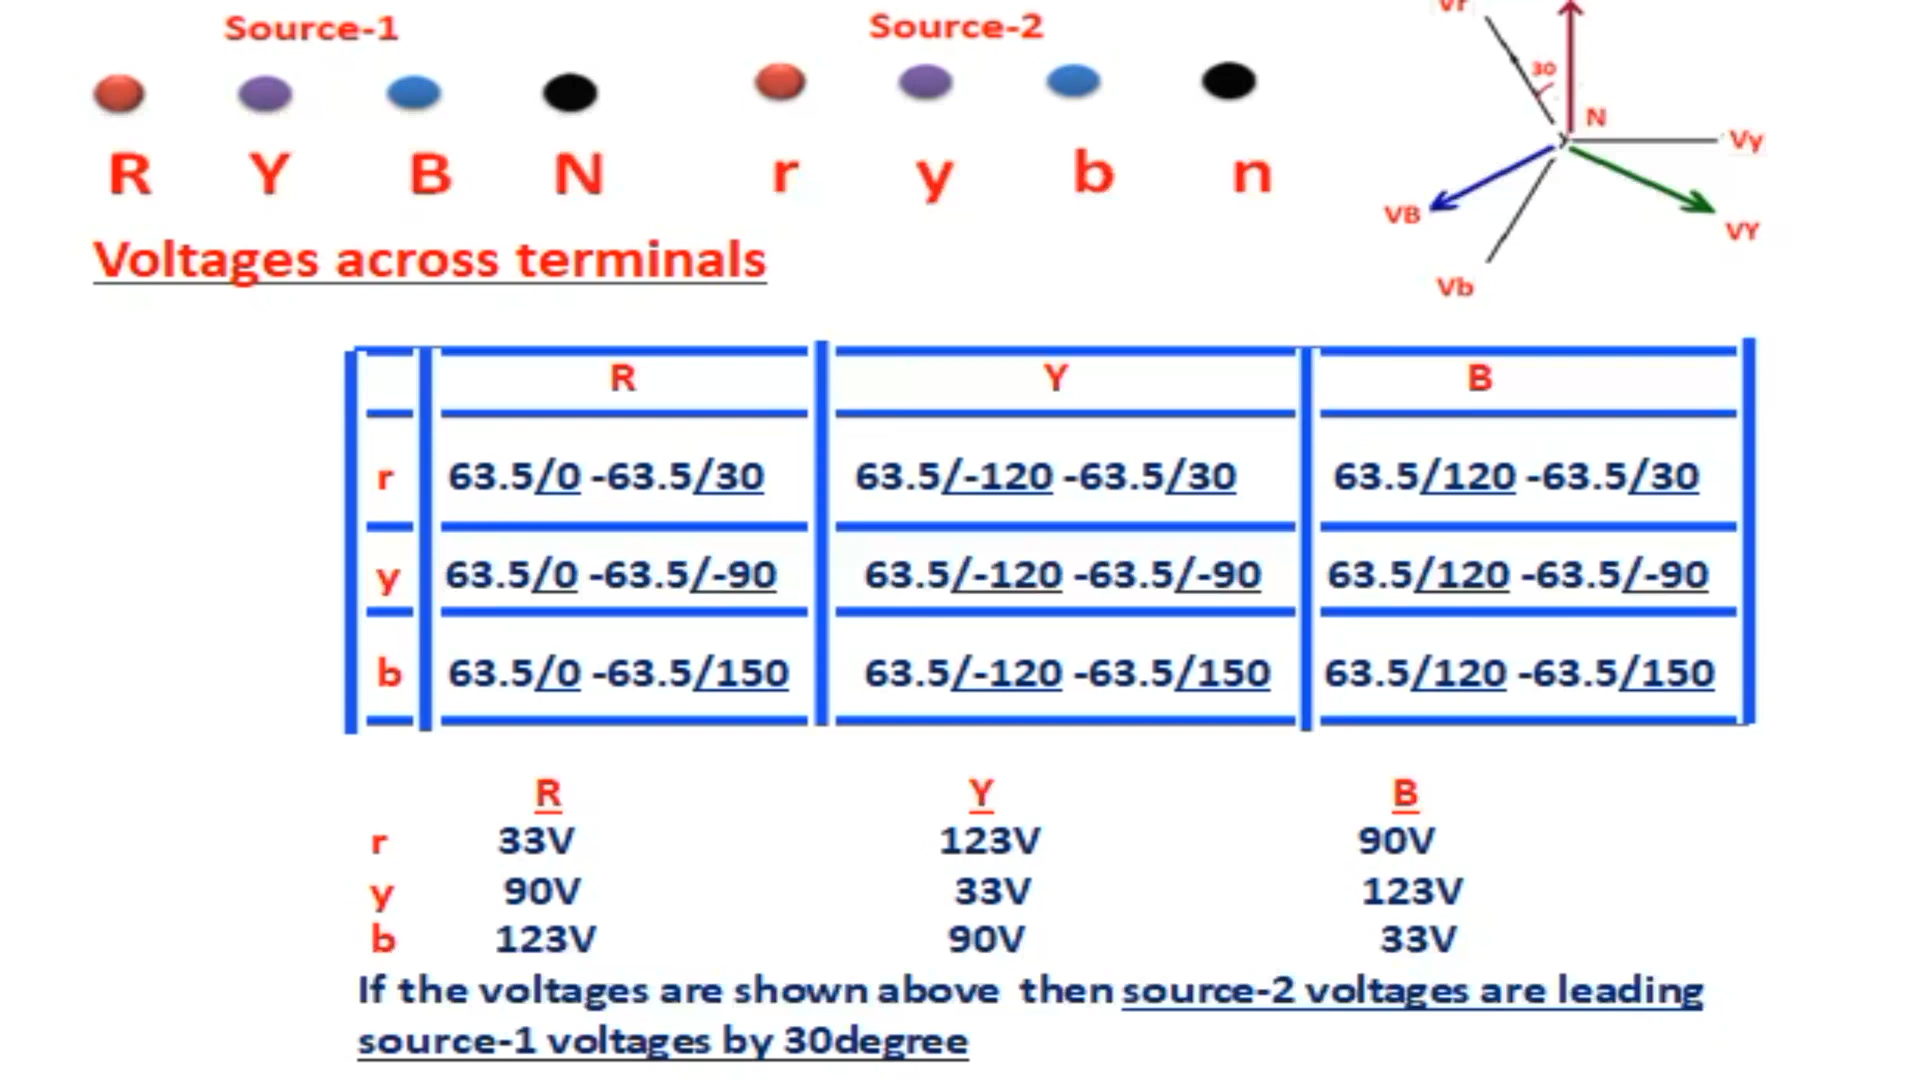 Source-1
Source-2
R Y B N
r y b n
Voltages across terminals
Vr
30
N
Vy
VB
VY
Vb
R Y B
r 63.5/0 -63.5/30 63.5/-120 -63.5/30 63.5/120 -63.5/30
y 63.5/0 -63.5/-90 63.5/-120 -63.5/-90 63.5/120 -63.5/-90
b 63.5/0 -63.5/150 63.5/-120 -63.5/150 63.5/120 -63.5/150
R Y B
r 33V 123V 90V
y 90V 33V 123V
b 123V 90V 33V
If the voltages are shown above then source-2 voltages are leading
source-1 voltages by 30degree